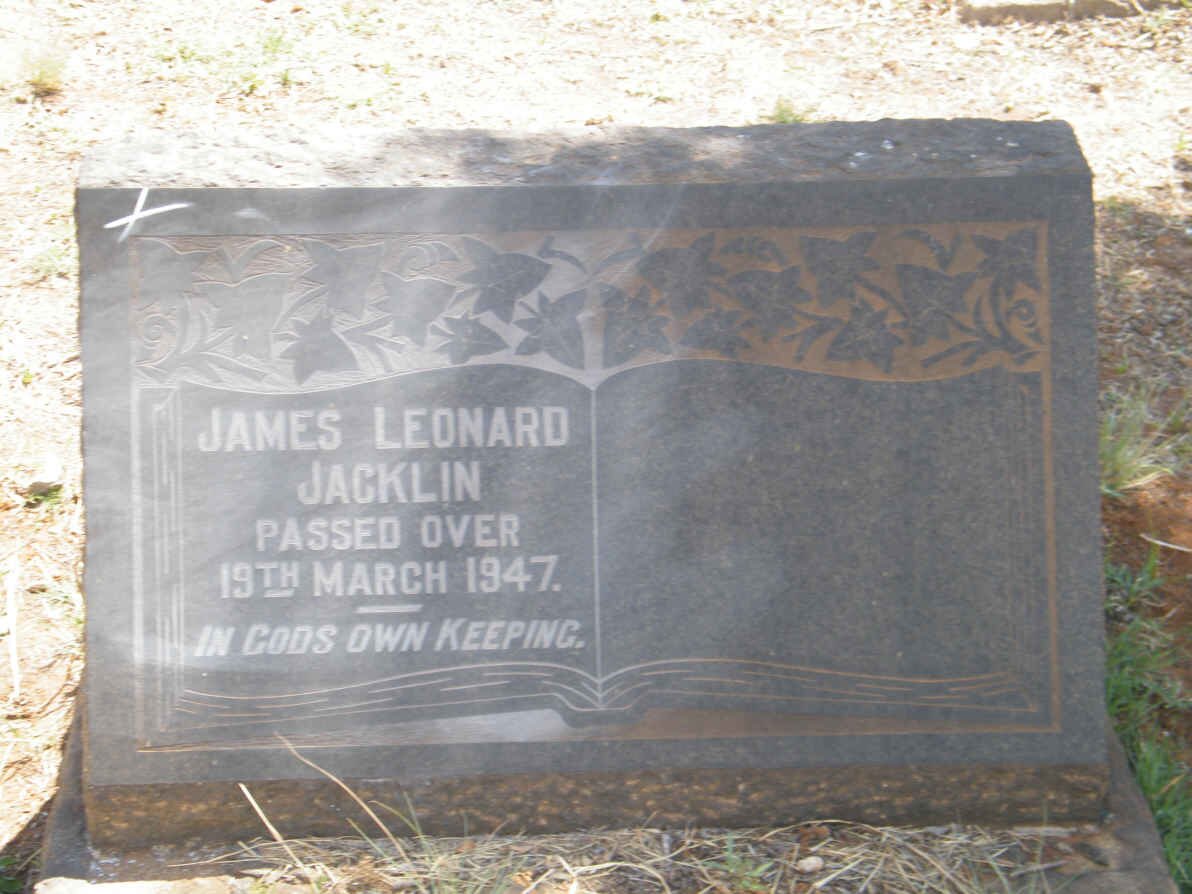 JAMES LEONARD
JACKLIN
PASSED OVER
19TH MARCH 1947.
IN GODS OWN KEEPING.